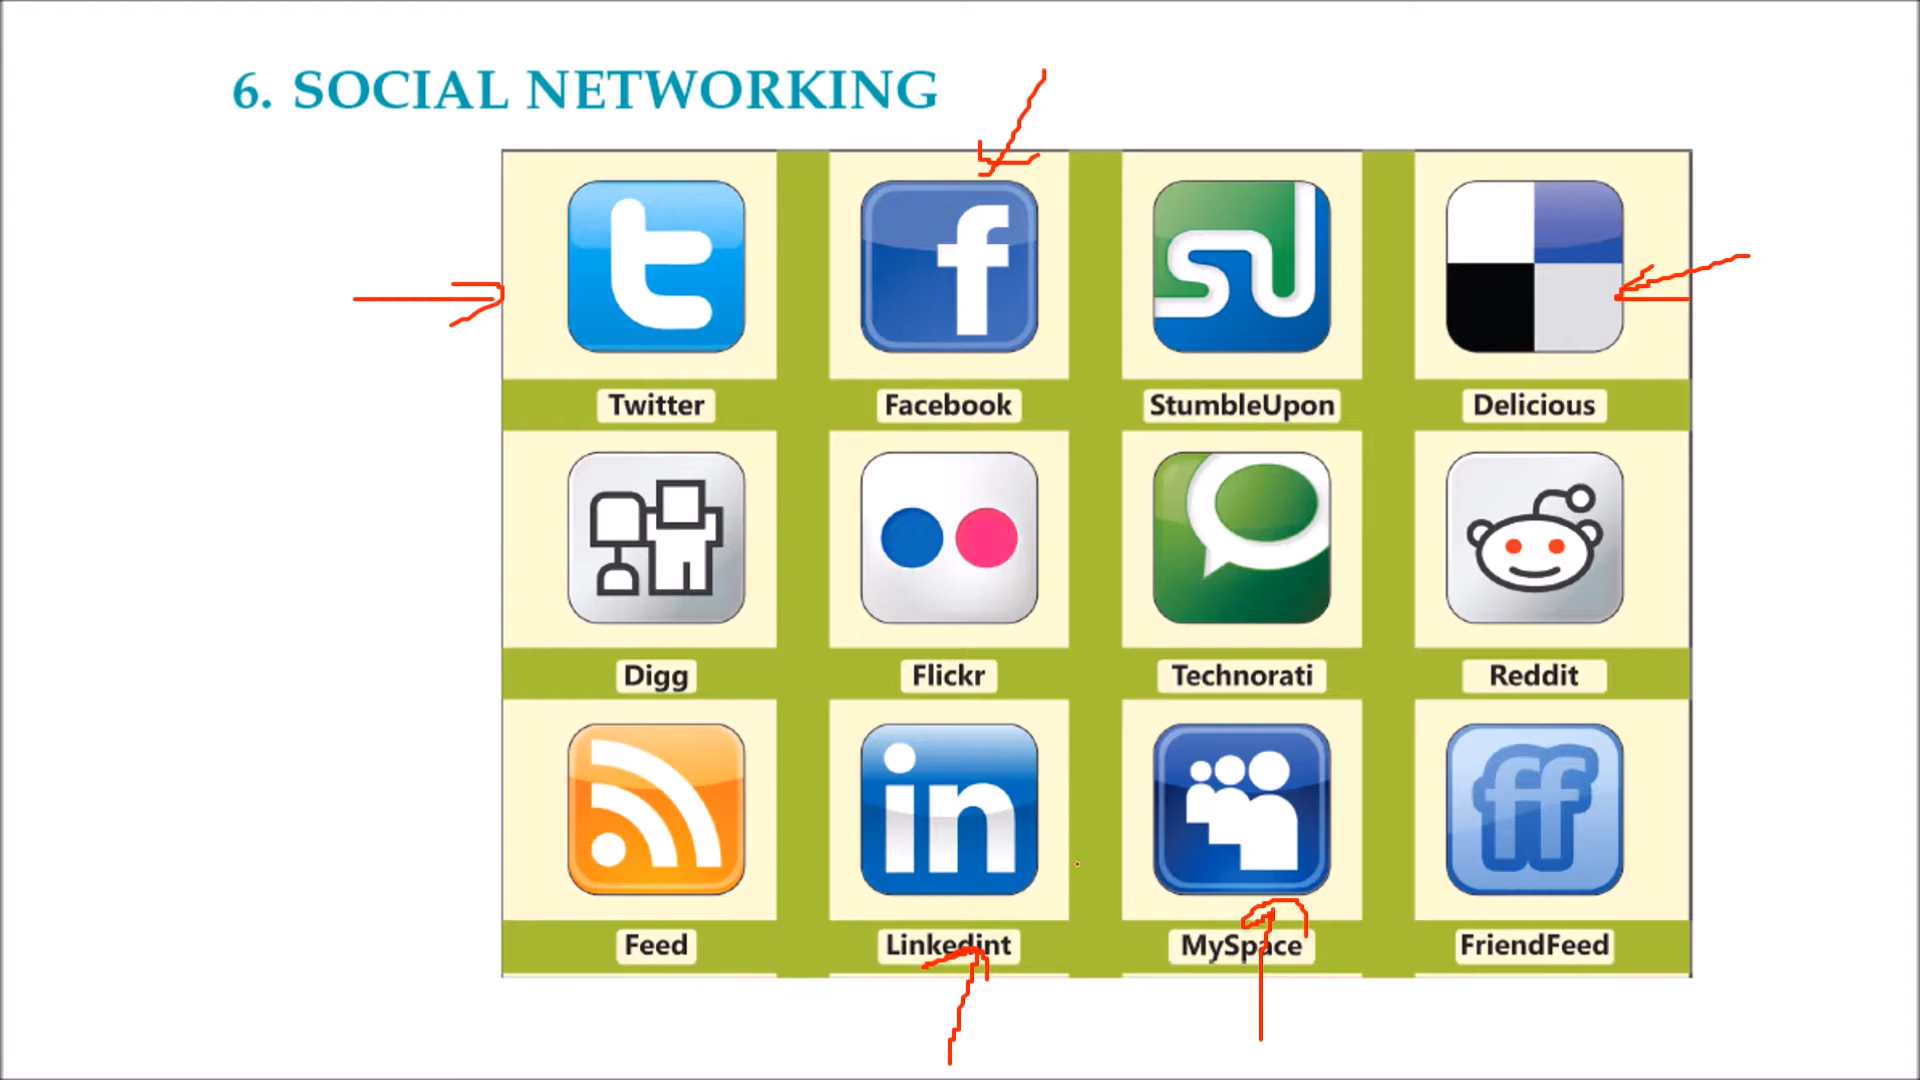 6. SOCIAL NETWORKING
Twitter Facebook StumbleUpon Delicious
Digg Flickr Technorati Reddit
Feed Linkedint MySpace FriendFeed